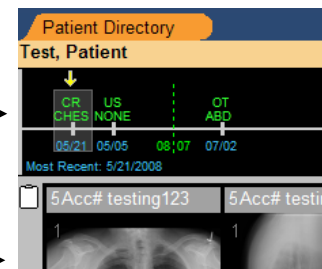 Patient Directory
Test, Patient
CR US OT
CHES NONE ABD
05/21 05/05 08 07 07/02
Most Recent: 5/21/2008
5Acc# testing123 5Acc# testi
1 1